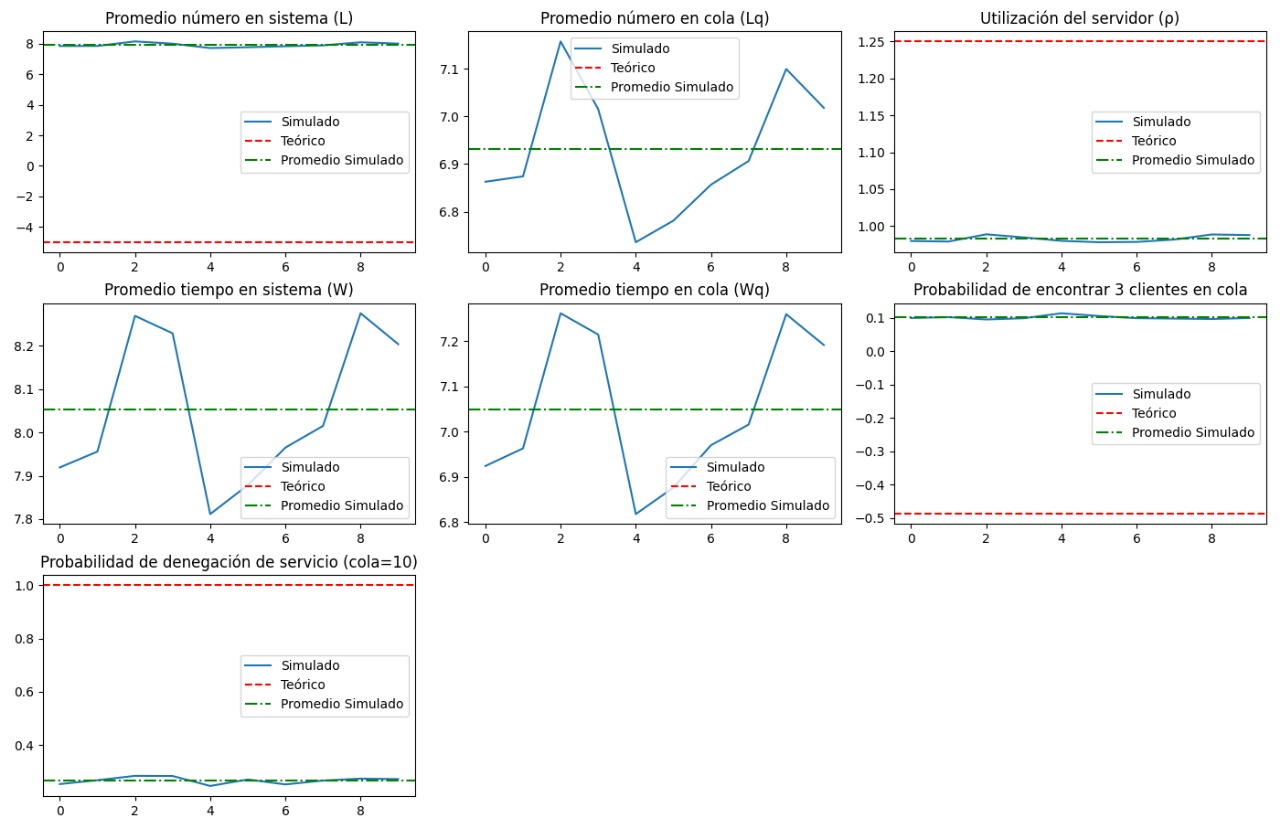 Promedio número en sistema (L)
8
6
4
2
0
−2
−4
Simulado
Teórico
Promedio Simulado
0 2 4 6 8
Promedio número en cola (Lq)
7.1
7.0
6.9
6.8
Simulado
Teórico
Promedio Simulado
0 2 4 6 8
Utilización del servidor (ρ)
1.25
1.20
1.15
1.10
1.05
1.00
Simulado
Teórico
Promedio Simulado
0 2 4 6 8
Promedio tiempo en sistema (W)
8.2
8.1
8.0
7.9
7.8
Simulado
Teórico
Promedio Simulado
0 2 4 6 8
Promedio tiempo en cola (Wq)
7.2
7.1
7.0
6.9
6.8
Simulado
Teórico
Promedio Simulado
0 2 4 6 8
Probabilidad de encontrar 3 clientes en cola
0.1
0.0
−0.1
−0.2
−0.3
−0.4
−0.5
Simulado
Teórico
Promedio Simulado
0 2 4 6 8
Probabilidad de denegación de servicio (cola=10)
1.0
0.8
0.6
0.4
Simulado
Teórico
Promedio Simulado
0 2 4 6 8